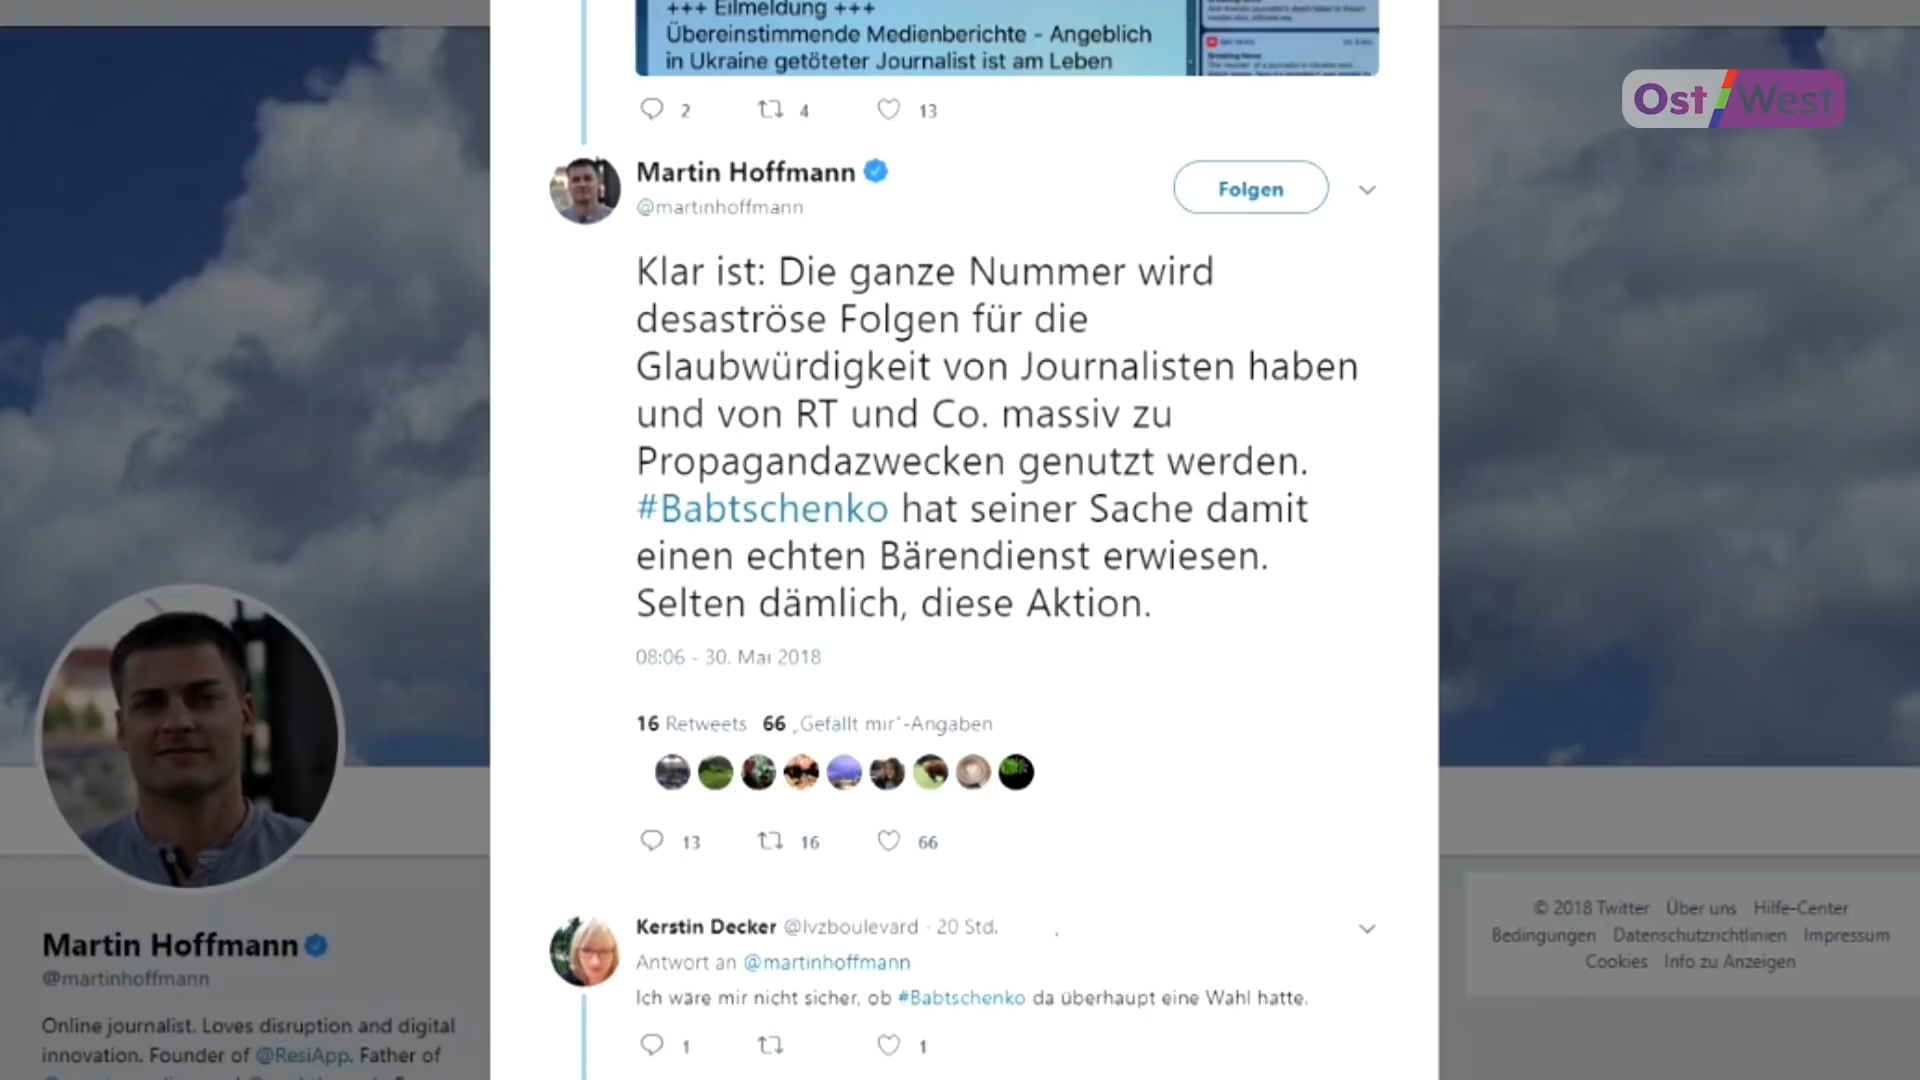 +++ Eilmeldung +++
Übereinstimmende Medienberichte - Angeblich
in Ukraine getöteter Journalist ist am Leben
2 4 13
Ost West
Martin Hoffmann
@martinhoffmann
Folgen
Klar ist: Die ganze Nummer wird
desaströse Folgen für die
Glaubwürdigkeit von Journalisten haben
und von RT und Co. massiv zu
Propagandazwecken genutzt werden.
#Babtschenko hat seiner Sache damit
einen echten Bärendienst erwiesen.
Selten dämlich, diese Aktion.
08:06 - 30. Mai 2018
16 Retweets 66 „Gefällt mir“-Angaben
13 16 66
Kerstin Decker @lvzboulevard · 20 Std.
Antwort an @martinhoffmann
Ich wäre mir nicht sicher, ob #Babtschenko da überhaupt eine Wahl hatte.
1 1
Martin Hoffmann
@martinhoffmann
Online journalist. Loves disruption and digital
innovation. Founder of @ResiApp. Father of
© 2018 Twitter Über uns Hilfe-Center
Bedingungen Datenschutzrichtlinien Impressum
Cookies Info zu Anzeigen